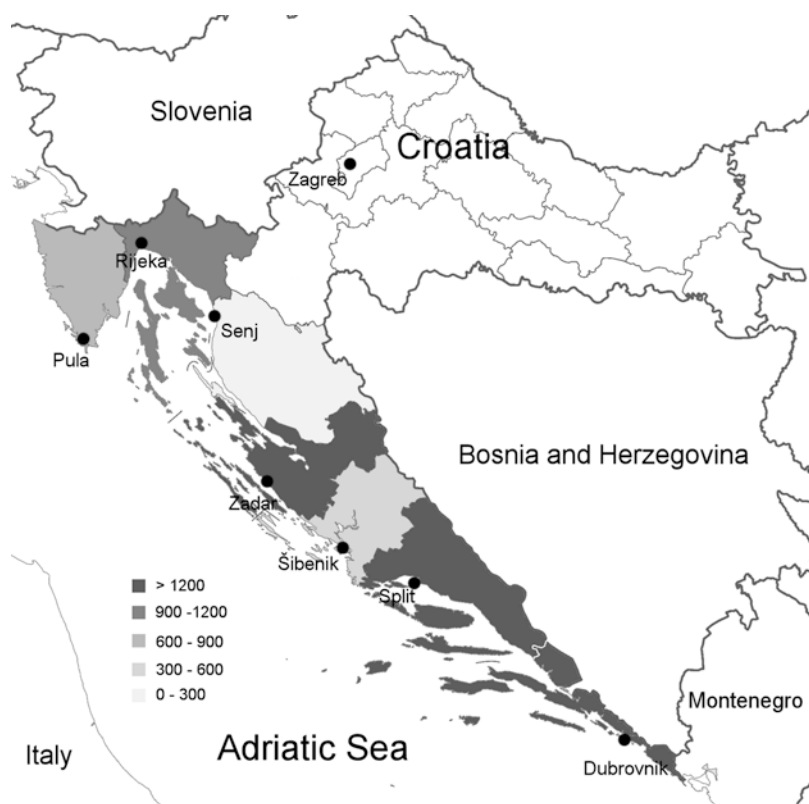 Slovenia
Croatia
Zagreb
Rijeka
Senj
Pula
Bosnia and Herzegovina
Zadar
Šibenik
Split
> 1200
900 -1200
600 - 900
300 - 600
0 - 300
Montenegro
Italy
Adriatic Sea
Dubrovnik